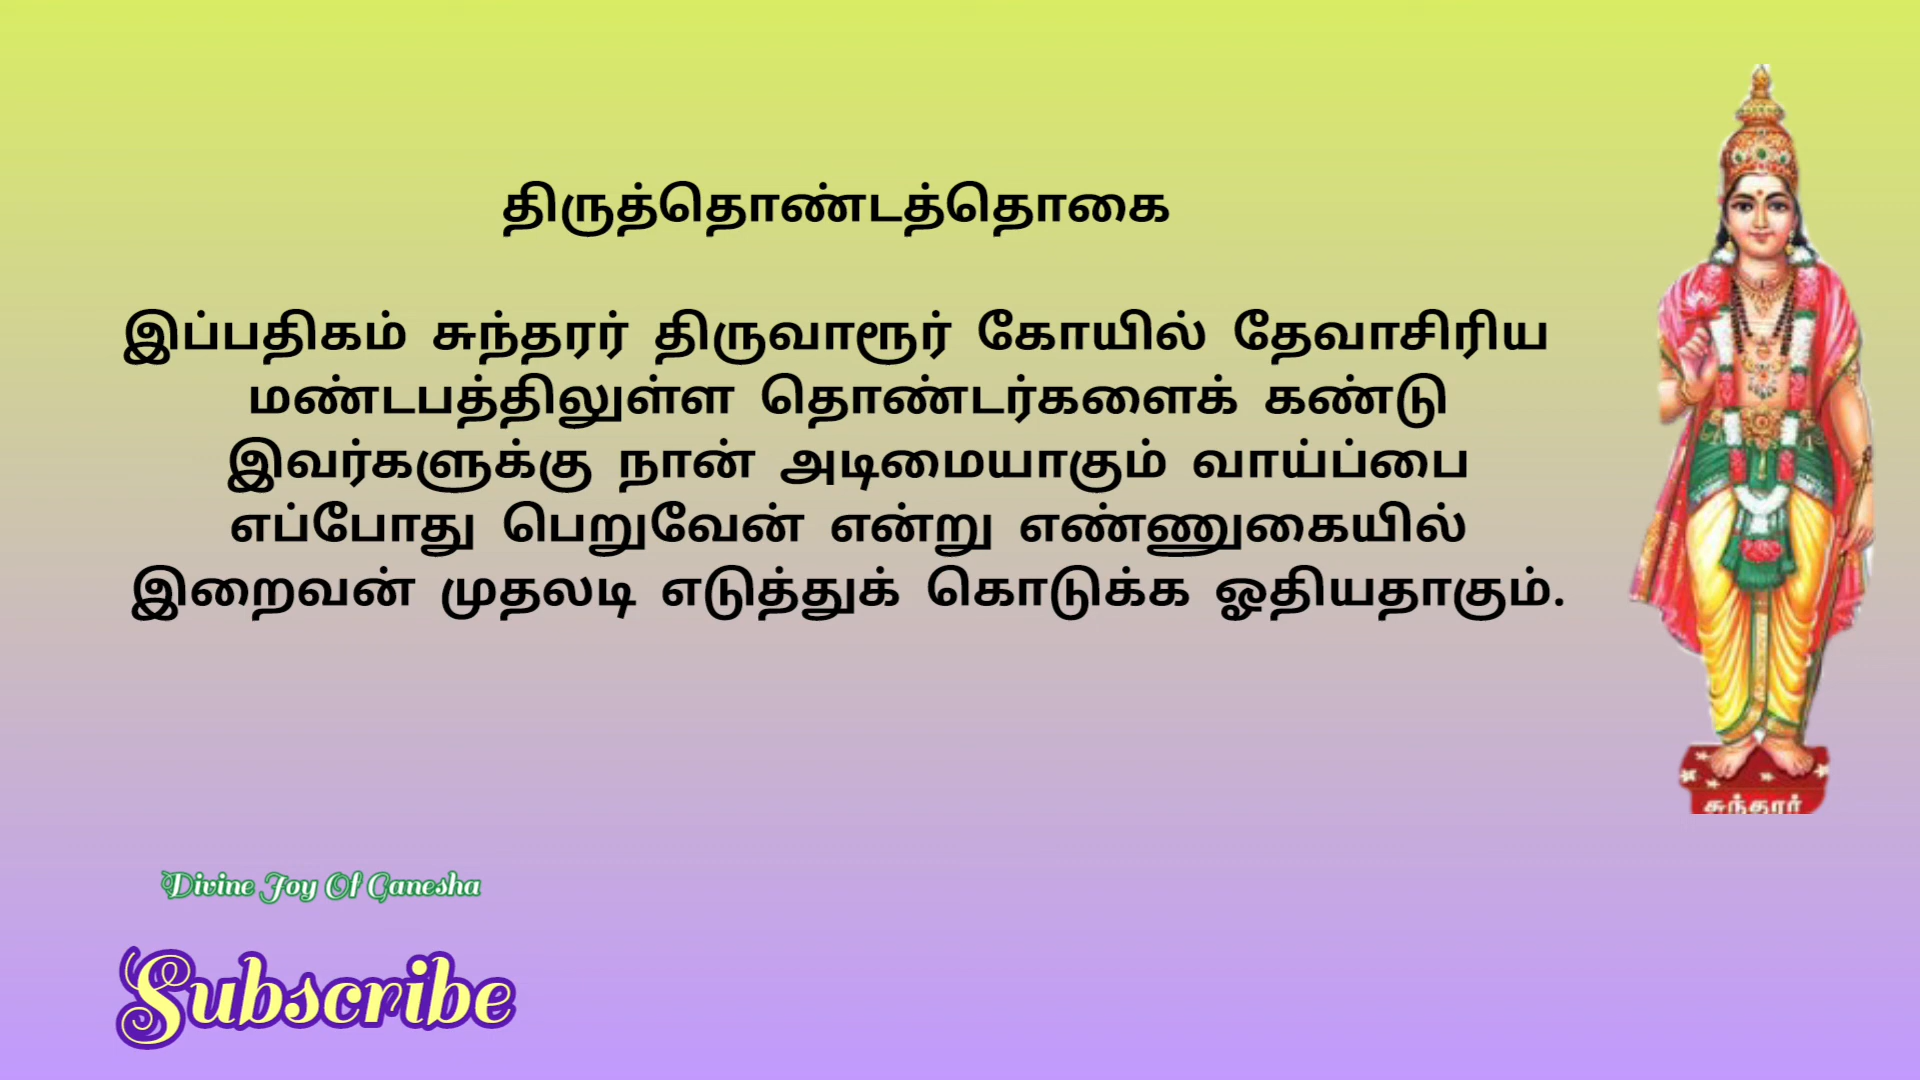 திருத்தொண்டத்தொகை
இப்பதிகம் சுந்தரர் திருவாரூர் கோயில் தேவாசிரிய
மண்டபத்திலுள்ள தொண்டர்களைக் கண்டு
இவர்களுக்கு நான் அடிமையாகும் வாய்ப்பை
எப்போது பெறுவேன் என்று எண்ணுகையில்
இறைவன் முதலடி எடுத்துக் கொடுக்க ஓதியதாகும்.
சுந்தரர்
Divine Joy Of Ganesha
Subscribe